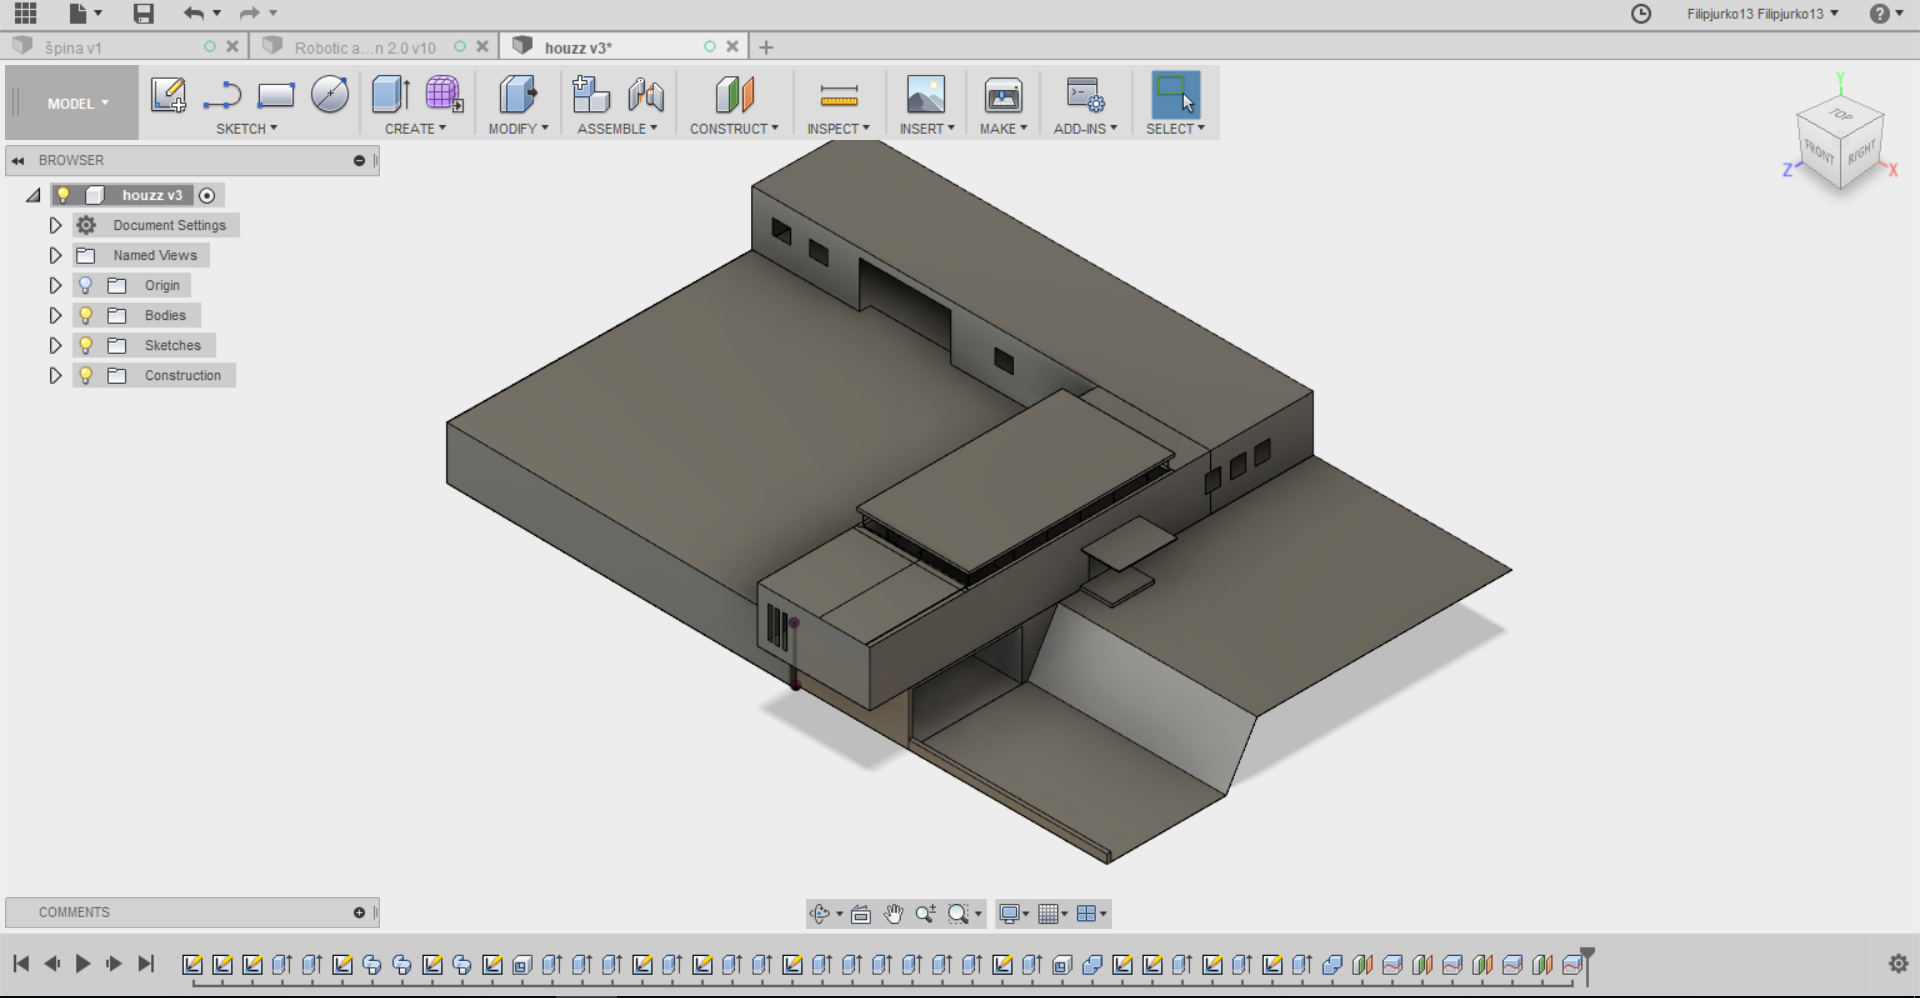 Filipjurko13 Filipjurko13
?
špina v1
Robotic a...n 2.0 v10
houzz v3*
MODEL
SKETCH
CREATE
MODIFY
ASSEMBLE
CONSTRUCT
INSPECT
INSERT
MAKE
ADD-INS
SELECT
Y
TOP
FRONT
RIGHT
Z
X
BROWSER
houzz v3
Document Settings
Named Views
Origin
Bodies
Sketches
Construction
COMMENTS